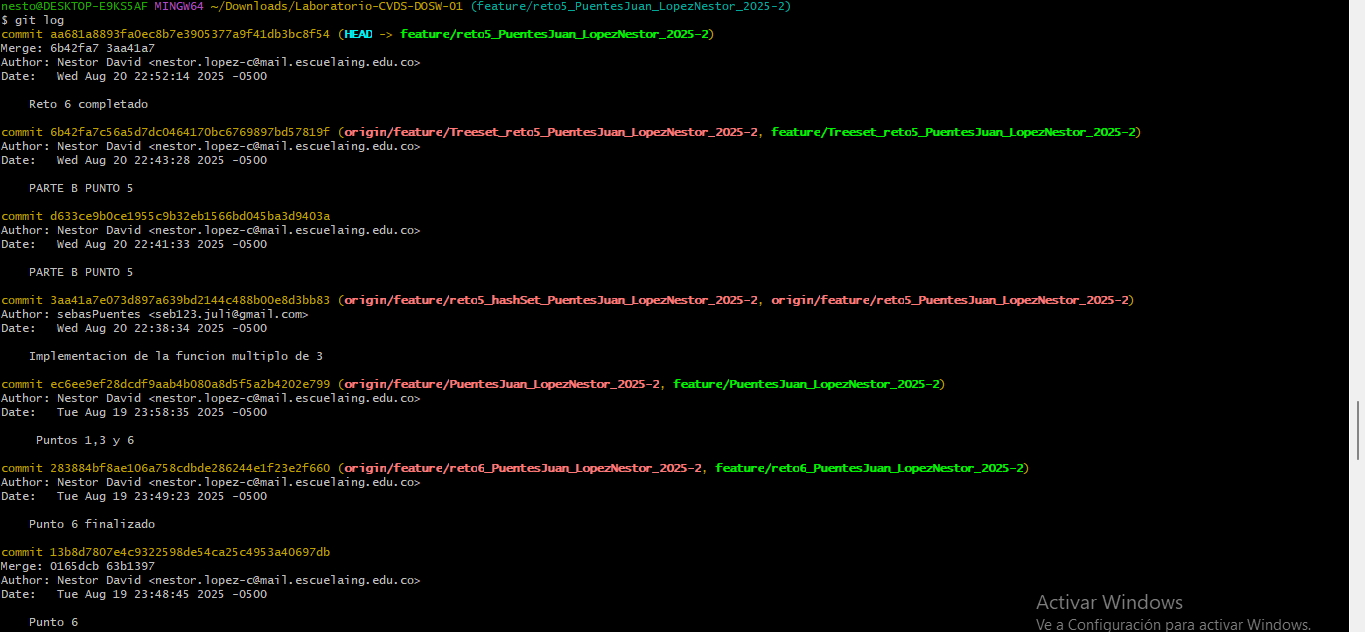 nesto@DESKTOP-E9KS5AF MINGW64 ~/Downloads/Laboratorio-CVDS-DOSW-01 (feature/reto5_PuentesJuan_LopezNestor_2025-2)
$ git log
commit aa681a8893fa0ec8b7e3905377a9f41db3bc8f54 (HEAD -> feature/reto5_PuentesJuan_LopezNestor_2025-2)
Merge: 6b42fa7 3aa41a7
Author: Nestor David <nestor.lopez-c@mail.escuelaing.edu.co>
Date:   Wed Aug 20 22:52:14 2025 -0500
    Reto 6 completado
commit 6b42fa7c56a5d7dc0464170bc6769897bd57819f (origin/feature/Treeset_reto5_PuentesJuan_LopezNestor_2025-2, feature/Treeset_reto5_PuentesJuan_LopezNestor_2025-2)
Author: Nestor David <nestor.lopez-c@mail.escuelaing.edu.co>
Date:   Wed Aug 20 22:43:28 2025 -0500
    PARTE B PUNTO 5
commit d633ce9b0ce1955c9b32eb1566bd045ba3d9403a
Author: Nestor David <nestor.lopez-c@mail.escuelaing.edu.co>
Date:   Wed Aug 20 22:41:33 2025 -0500
    PARTE B PUNTO 5
commit 3aa41a7e073d897a639bd2144c488b00e8d3bb83 (origin/feature/reto5_hashSet_PuentesJuan_LopezNestor_2025-2, origin/feature/reto5_PuentesJuan_LopezNestor_2025-2)
Author: sebasPuentes <seb123.juli@gmail.com>
Date:   Wed Aug 20 22:38:34 2025 -0500
    Implementacion de la funcion multiplo de 3
commit ec6ee9ef28dcdf9aab4b080a8d5f5a2b4202e799 (origin/feature/PuentesJuan_LopezNestor_2025-2, feature/PuentesJuan_LopezNestor_2025-2)
Author: Nestor David <nestor.lopez-c@mail.escuelaing.edu.co>
Date:   Tue Aug 19 23:58:35 2025 -0500
     Puntos 1,3 y 6
commit 283884bf8ae106a758cdbde286244e1f23e2f660 (origin/feature/reto6_PuentesJuan_LopezNestor_2025-2, feature/reto6_PuentesJuan_LopezNestor_2025-2)
Author: Nestor David <nestor.lopez-c@mail.escuelaing.edu.co>
Date:   Tue Aug 19 23:49:23 2025 -0500
    Punto 6 finalizado
commit 13b8d7807e4c9322598de54ca25c4953a40697db
Merge: 0165dcb 63b1397
Author: Nestor David <nestor.lopez-c@mail.escuelaing.edu.co>
Date:   Tue Aug 19 23:48:45 2025 -0500
    Punto 6
Activar Windows
Ve a Configuración para activar Windows.